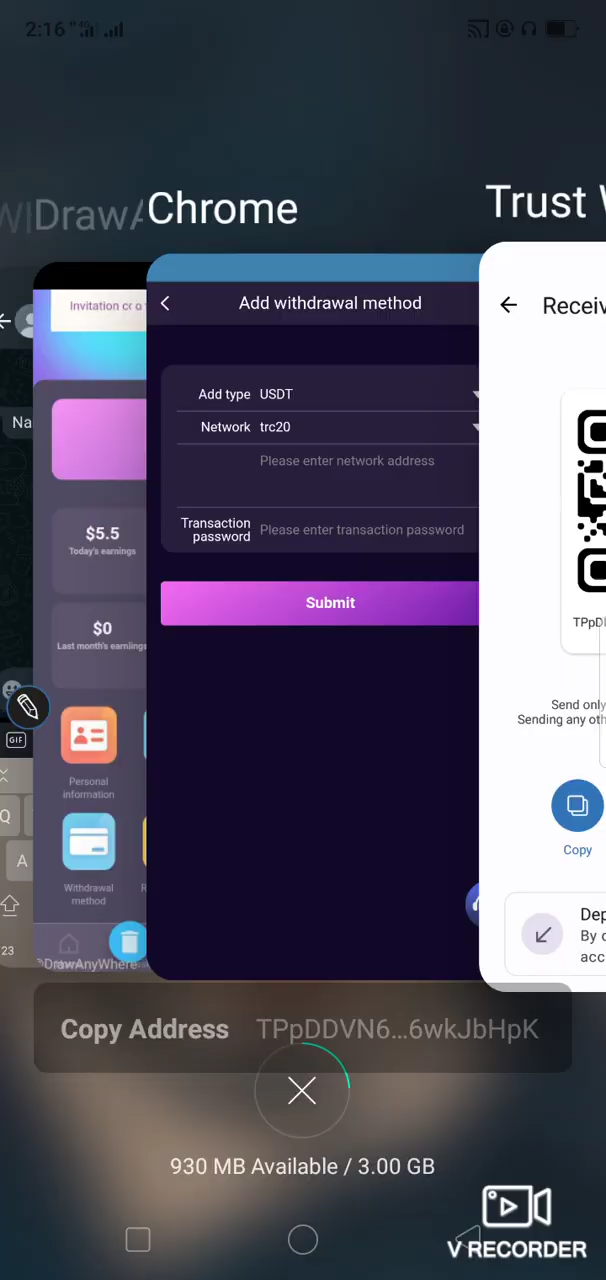 2:16 4G
DrawA
Chrome
Trust W
Invitation
Add withdrawal method
Receiv
Add type USDT
Network trc20
Na
Please enter network address
$5.5
Today's earnings
Transaction password Please enter transaction password
Submit
$0
Last month's earnings
TPpD
Send only
Sending any oth
GIF
Personal information
Q
Copy
A
Withdrawal method
R
Dep
By d
acc
23
DrawAnyWhere
Copy Address TPpDDVN6...6wkJbHpK
930 MB Available / 3.00 GB
V RECORDER